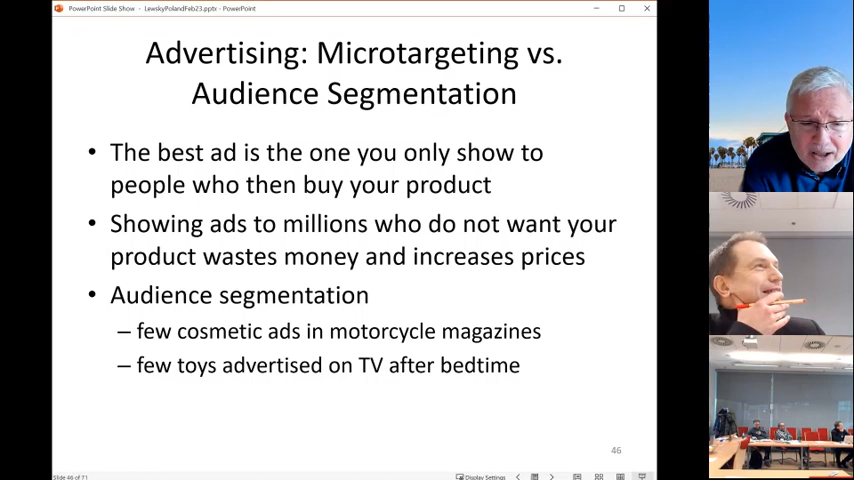 PowerPoint Slide Show - LewskyPolandFeb23.pptx - PowerPoint
Advertising: Microtargeting vs.
Audience Segmentation
• The best ad is the one you only show to
people who then buy your product
• Showing ads to millions who do not want your
product wastes money and increases prices
• Audience segmentation
– few cosmetic ads in motorcycle magazines
– few toys advertised on TV after bedtime
46
Slide 46 of 71
Display Settings